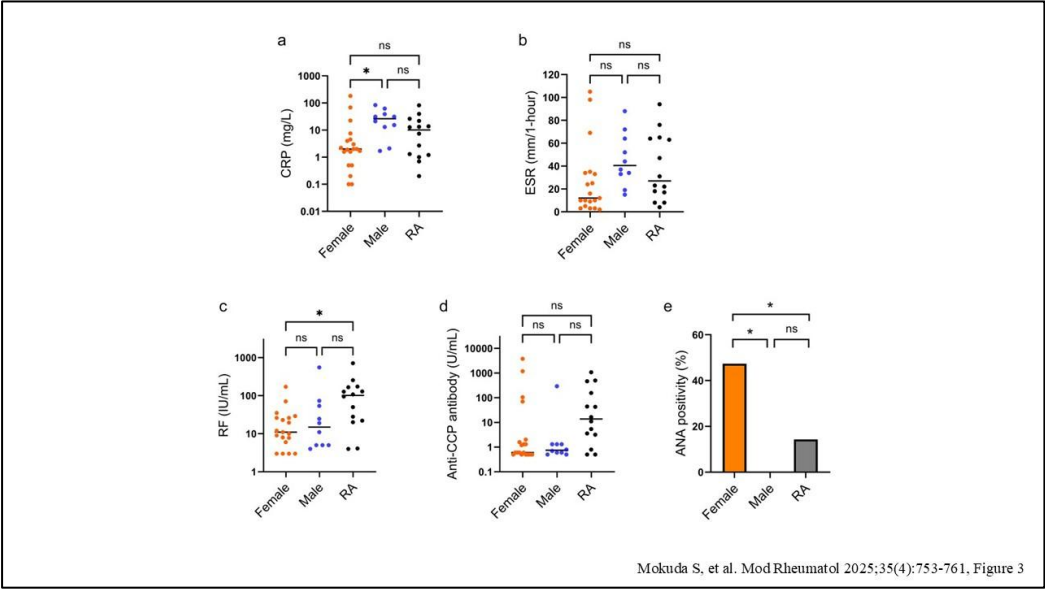 a
ns
* ns
CRP (mg/L)
1000
100
10
1
0.1
0.01
Female Male RA
b
ns
ns ns
ESR (mm/1-hour)
120
100
80
60
40
20
0
Female Male RA
c
*
ns ns
RF (IU/mL)
1000
100
10
1
Female Male RA
d
ns
ns ns
Anti-CCP antibody (U/mL)
10000
1000
100
10
1
0.1
Female Male RA
e
*
* ns
ANA positivity (%)
60
40
20
0
Female Male RA
Mokuda S, et al. Mod Rheumatol 2025;35(4):753-761, Figure 3